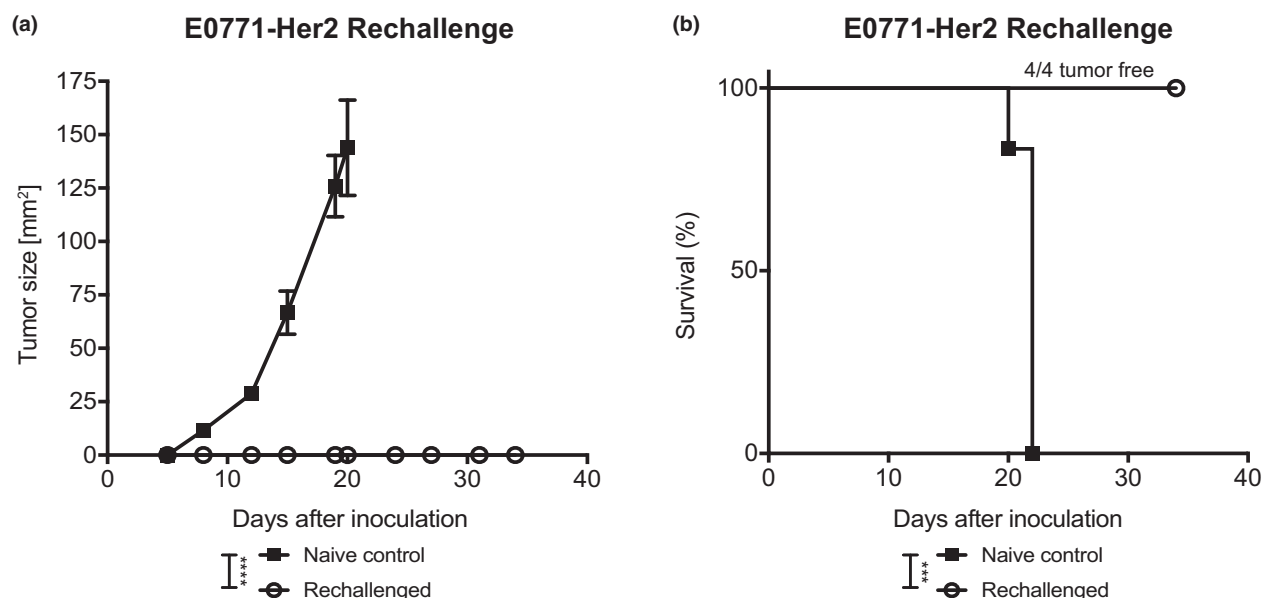 (a)
E0771-Her2 Rechallenge
175
150
125
100
75
50
25
0
Tumor size [mm²]
0 10 20 30 40
Days after inoculation
Naive control
Rechallenged
****
(b)
E0771-Her2 Rechallenge
4/4 tumor free
100
50
0
Survival (%)
0 10 20 30 40
Days after inoculation
Naive control
Rechallenged
***